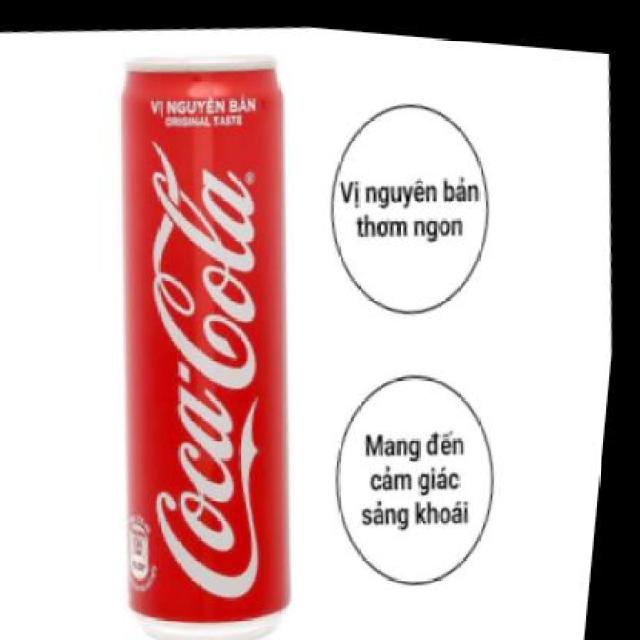 VỊ NGUYÊN BẢN
ORIGINAL TASTE
Coca-Cola
Vị nguyên bản
thơm ngon
Mang đến
cảm giác
sảng khoái